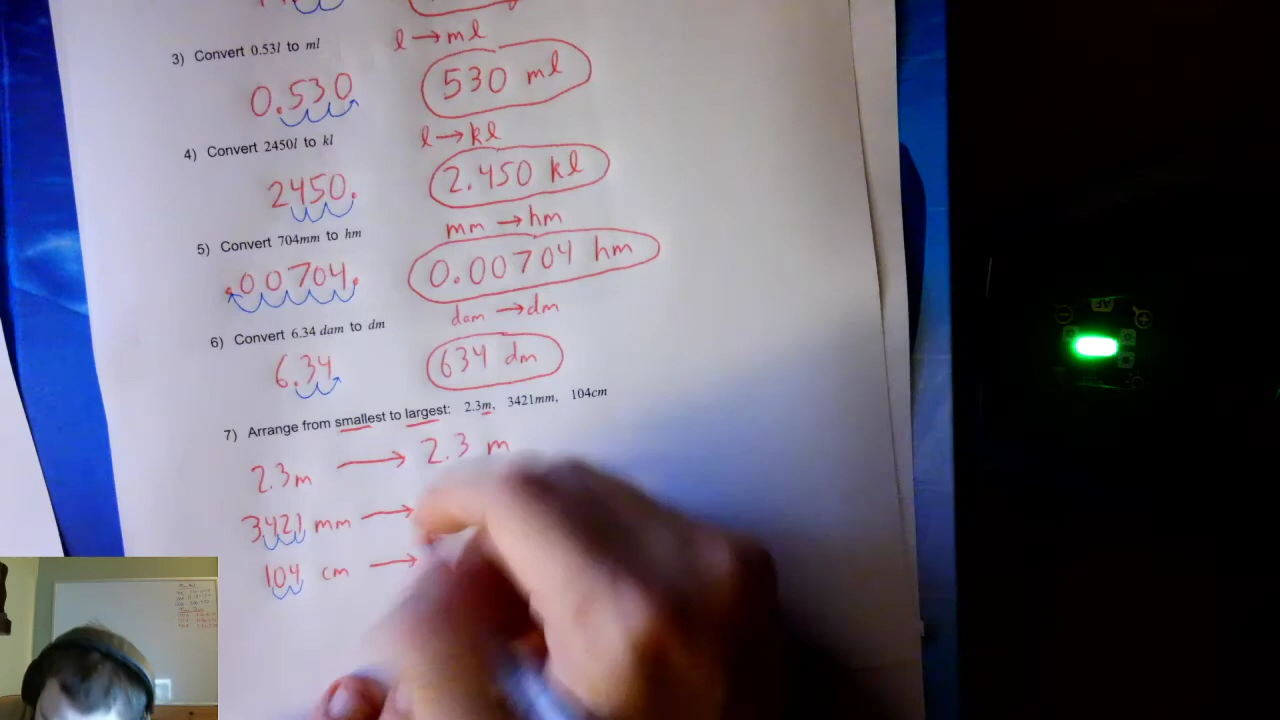 3) Convert 0.53l to ml
l → ml
0.530
530 ml
4) Convert 2450l to kl
l → kl
2450.
2.450 kl
5) Convert 704mm to hm
mm → hm
.00704.
0.00704 hm
6) Convert 6.34 dam to dm
dam → dm
6.34
634 dm
7) Arrange from smallest to largest: 2.3m, 3421mm, 104cm
2.3m → 2.3 m
3421 mm →
104 cm →
AF